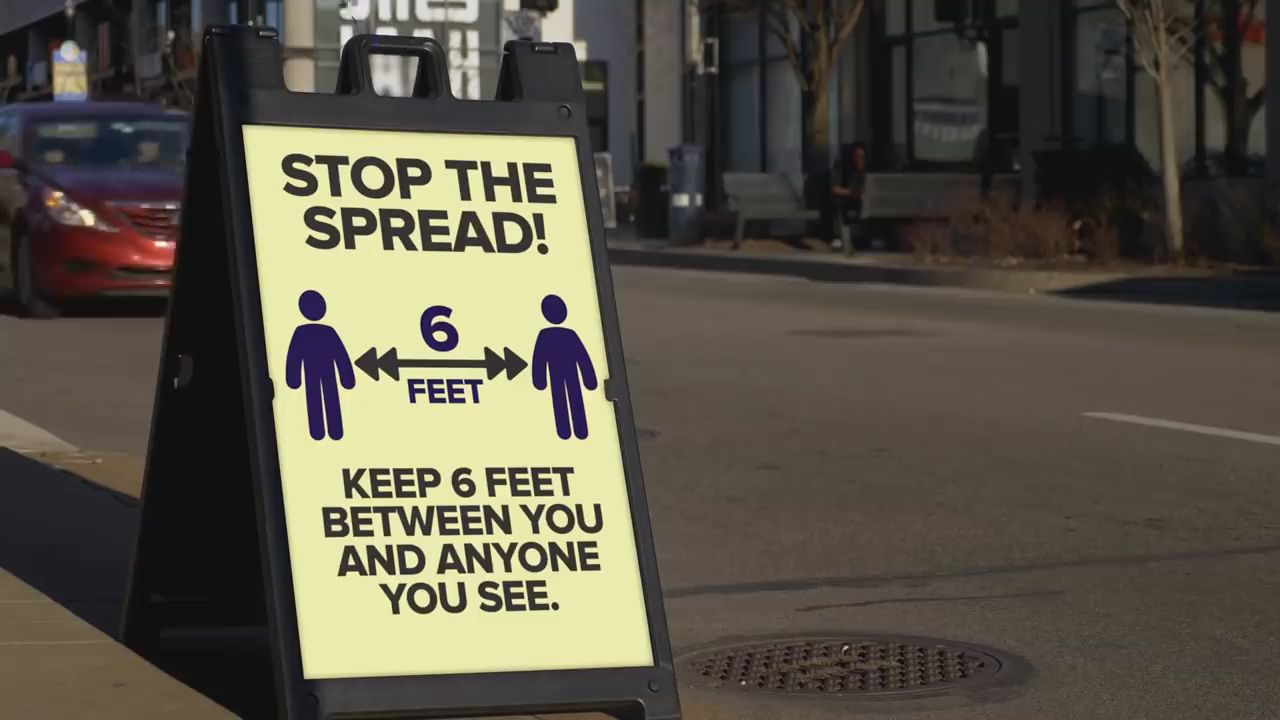 STOP THE
SPREAD!
6
FEET
KEEP 6 FEET
BETWEEN YOU
AND ANYONE
YOU SEE.